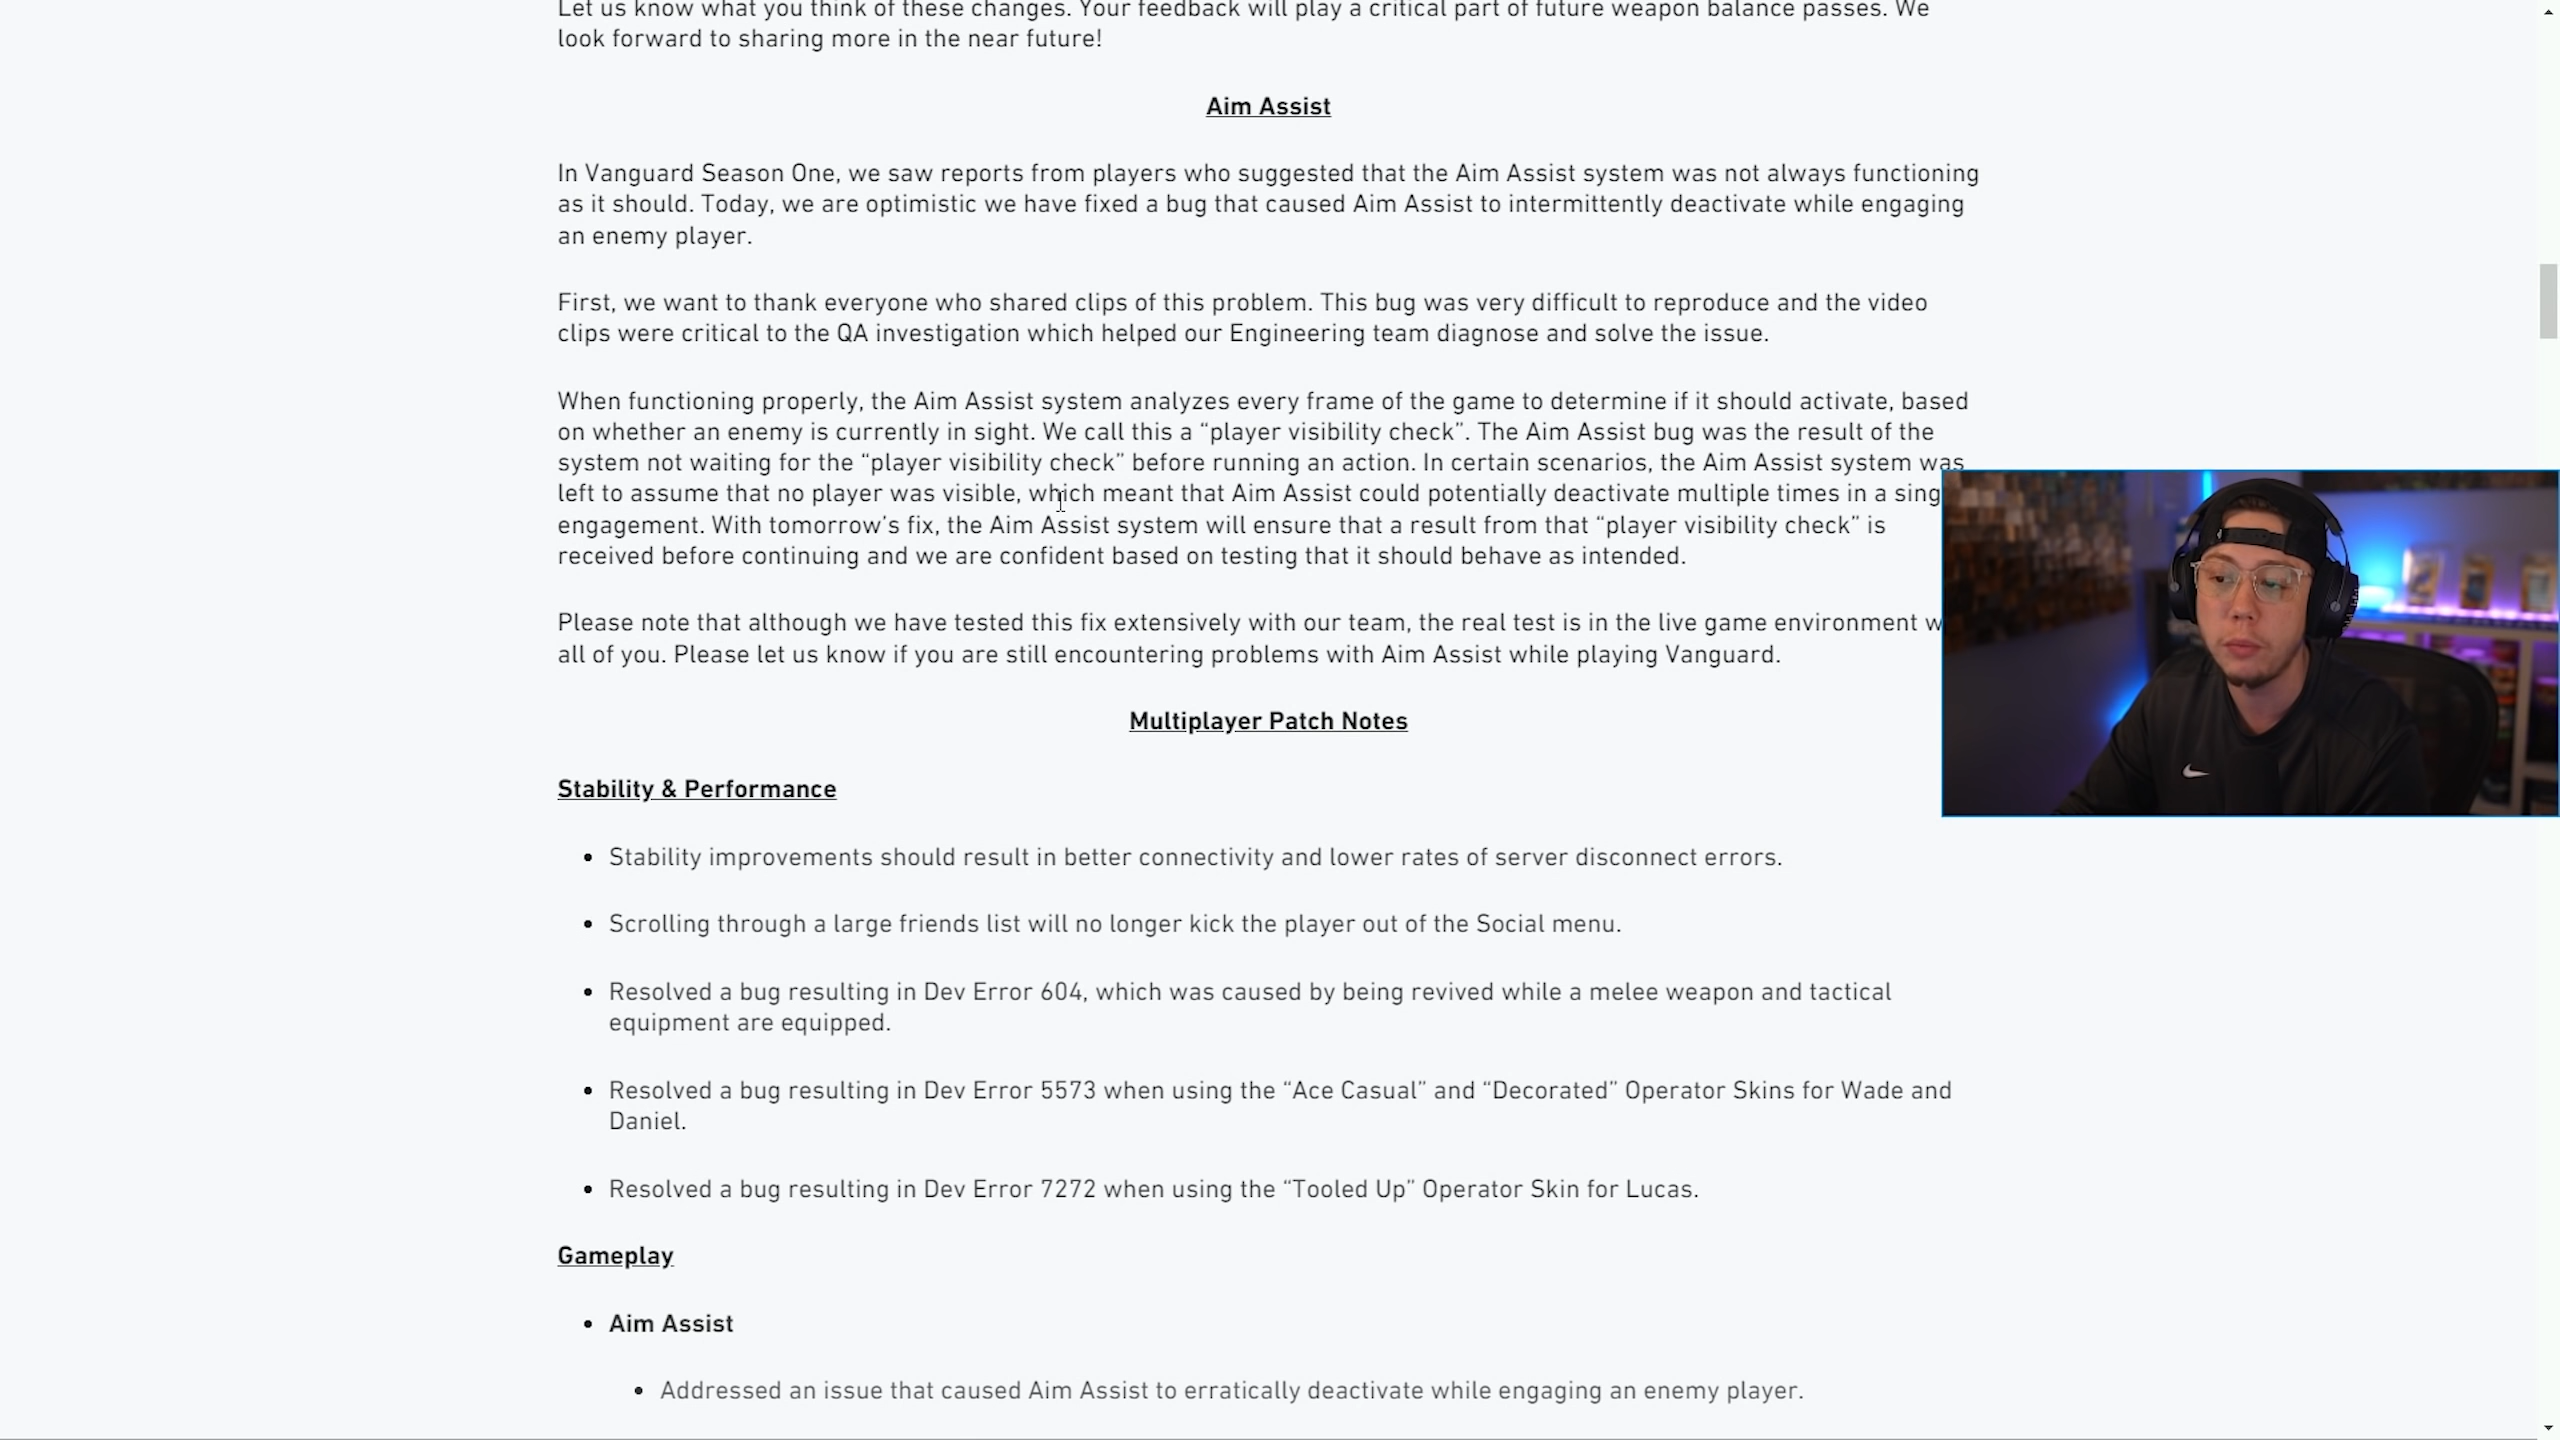 Let us know what you think of these changes. Your feedback will play a critical part of future weapon balance passes. We
look forward to sharing more in the near future!
Aim Assist
In Vanguard Season One, we saw reports from players who suggested that the Aim Assist system was not always functioning
as it should. Today, we are optimistic we have fixed a bug that caused Aim Assist to intermittently deactivate while engaging
an enemy player.
First, we want to thank everyone who shared clips of this problem. This bug was very difficult to reproduce and the video
clips were critical to the QA investigation which helped our Engineering team diagnose and solve the issue.
When functioning properly, the Aim Assist system analyzes every frame of the game to determine if it should activate, based
on whether an enemy is currently in sight. We call this a “player visibility check”. The Aim Assist bug was the result of the
system not waiting for the “player visibility check” before running an action. In certain scenarios, the Aim Assist system was
left to assume that no player was visible, which meant that Aim Assist could potentially deactivate multiple times in a sing
engagement. With tomorrow’s fix, the Aim Assist system will ensure that a result from that “player visibility check” is
received before continuing and we are confident based on testing that it should behave as intended.
Please note that although we have tested this fix extensively with our team, the real test is in the live game environment w
all of you. Please let us know if you are still encountering problems with Aim Assist while playing Vanguard.
Multiplayer Patch Notes
Stability & Performance
• Stability improvements should result in better connectivity and lower rates of server disconnect errors.
• Scrolling through a large friends list will no longer kick the player out of the Social menu.
• Resolved a bug resulting in Dev Error 604, which was caused by being revived while a melee weapon and tactical
equipment are equipped.
• Resolved a bug resulting in Dev Error 5573 when using the “Ace Casual” and “Decorated” Operator Skins for Wade and
Daniel.
• Resolved a bug resulting in Dev Error 7272 when using the “Tooled Up” Operator Skin for Lucas.
Gameplay
• Aim Assist
• Addressed an issue that caused Aim Assist to erratically deactivate while engaging an enemy player.